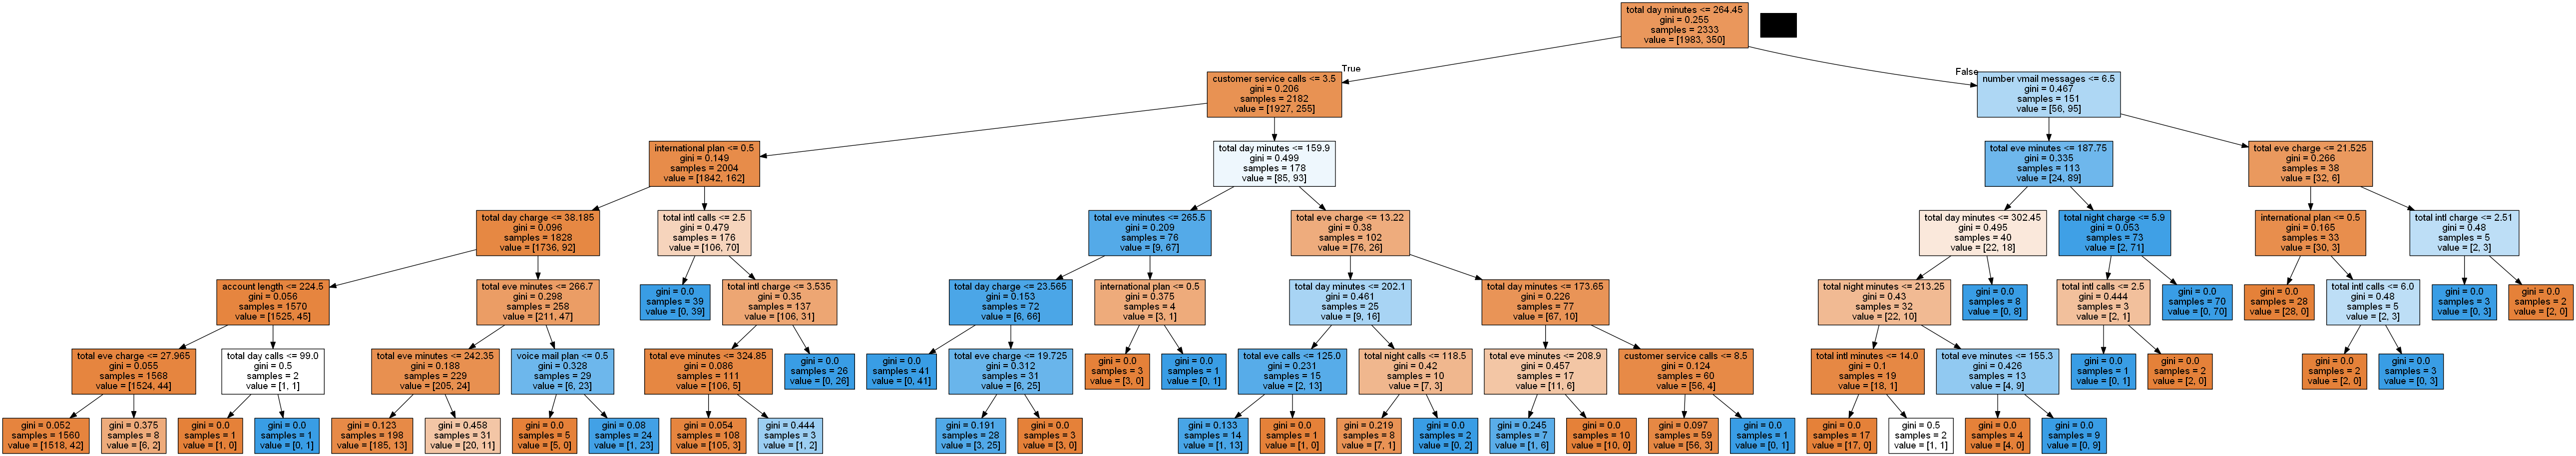 total day minutes <= 264.45
gini = 0.255
samples = 2333
value = [1983, 350]
True
False
customer service calls <= 3.5
gini = 0.206
samples = 2182
value = [1927, 255]
number vmail messages <= 6.5
gini = 0.467
samples = 151
value = [56, 95]
international plan <= 0.5
gini = 0.149
samples = 2004
value = [1842, 162]
total day minutes <= 159.9
gini = 0.499
samples = 178
value = [85, 93]
total eve minutes <= 187.75
gini = 0.335
samples = 113
value = [24, 89]
total eve charge <= 21.525
gini = 0.266
samples = 38
value = [32, 6]
total day charge <= 38.185
gini = 0.096
samples = 1828
value = [1736, 92]
total intl calls <= 2.5
gini = 0.479
samples = 176
value = [106, 70]
total eve minutes <= 265.5
gini = 0.209
samples = 76
value = [9, 67]
total eve charge <= 13.22
gini = 0.38
samples = 102
value = [76, 26]
total day minutes <= 302.45
gini = 0.495
samples = 40
value = [22, 18]
total night charge <= 5.9
gini = 0.053
samples = 73
value = [2, 71]
international plan <= 0.5
gini = 0.165
samples = 33
value = [30, 3]
total intl charge <= 2.51
gini = 0.48
samples = 5
value = [2, 3]
account length <= 224.5
gini = 0.056
samples = 1570
value = [1525, 45]
total eve minutes <= 266.7
gini = 0.298
samples = 258
value = [211, 47]
gini = 0.0
samples = 39
value = [0, 39]
total intl charge <= 3.535
gini = 0.35
samples = 137
value = [106, 31]
total day charge <= 23.565
gini = 0.153
samples = 72
value = [6, 66]
international plan <= 0.5
gini = 0.375
samples = 4
value = [3, 1]
total day minutes <= 202.1
gini = 0.461
samples = 25
value = [9, 16]
total day minutes <= 173.65
gini = 0.226
samples = 77
value = [67, 10]
total night minutes <= 213.25
gini = 0.43
samples = 32
value = [22, 10]
gini = 0.0
samples = 8
value = [0, 8]
total intl calls <= 2.5
gini = 0.444
samples = 3
value = [2, 1]
gini = 0.0
samples = 70
value = [0, 70]
gini = 0.0
samples = 28
value = [28, 0]
total intl calls <= 6.0
gini = 0.48
samples = 5
value = [2, 3]
gini = 0.0
samples = 3
value = [0, 3]
gini = 0.0
samples = 2
value = [2, 0]
total eve charge <= 27.965
gini = 0.055
samples = 1568
value = [1524, 44]
total day calls <= 99.0
gini = 0.5
samples = 2
value = [1, 1]
total eve minutes <= 242.35
gini = 0.188
samples = 229
value = [205, 24]
voice mail plan <= 0.5
gini = 0.328
samples = 29
value = [6, 23]
total eve minutes <= 324.85
gini = 0.086
samples = 111
value = [106, 5]
gini = 0.0
samples = 26
value = [0, 26]
gini = 0.0
samples = 41
value = [0, 41]
total eve charge <= 19.725
gini = 0.312
samples = 31
value = [6, 25]
gini = 0.0
samples = 3
value = [3, 0]
gini = 0.0
samples = 1
value = [0, 1]
total eve calls <= 125.0
gini = 0.231
samples = 15
value = [2, 13]
total night calls <= 118.5
gini = 0.42
samples = 10
value = [7, 3]
total eve minutes <= 208.9
gini = 0.457
samples = 17
value = [11, 6]
customer service calls <= 8.5
gini = 0.124
samples = 60
value = [56, 4]
total intl minutes <= 14.0
gini = 0.1
samples = 19
value = [18, 1]
total eve minutes <= 155.3
gini = 0.426
samples = 13
value = [4, 9]
gini = 0.0
samples = 1
value = [0, 1]
gini = 0.0
samples = 2
value = [2, 0]
gini = 0.0
samples = 2
value = [2, 0]
gini = 0.0
samples = 3
value = [0, 3]
gini = 0.052
samples = 1560
value = [1518, 42]
gini = 0.375
samples = 8
value = [6, 2]
gini = 0.0
samples = 1
value = [1, 0]
gini = 0.0
samples = 1
value = [0, 1]
gini = 0.123
samples = 198
value = [185, 13]
gini = 0.458
samples = 31
value = [20, 11]
gini = 0.0
samples = 5
value = [5, 0]
gini = 0.08
samples = 24
value = [1, 23]
gini = 0.054
samples = 108
value = [105, 3]
gini = 0.444
samples = 3
value = [1, 2]
gini = 0.191
samples = 28
value = [3, 25]
gini = 0.0
samples = 3
value = [3, 0]
gini = 0.133
samples = 14
value = [1, 13]
gini = 0.0
samples = 1
value = [1, 0]
gini = 0.219
samples = 8
value = [7, 1]
gini = 0.0
samples = 2
value = [0, 2]
gini = 0.245
samples = 7
value = [1, 6]
gini = 0.0
samples = 10
value = [10, 0]
gini = 0.097
samples = 59
value = [56, 3]
gini = 0.0
samples = 1
value = [0, 1]
gini = 0.0
samples = 17
value = [17, 0]
gini = 0.5
samples = 2
value = [1, 1]
gini = 0.0
samples = 4
value = [4, 0]
gini = 0.0
samples = 9
value = [0, 9]